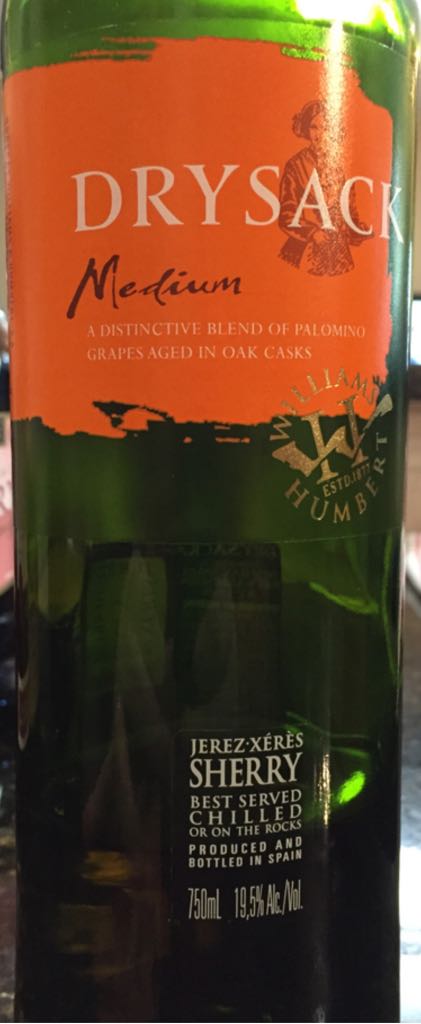 DRYSACK
Medium
A DISTINCTIVE BLEND OF PALOMINO
GRAPES AGED IN OAK CASKS
WILLIAMS
W
ESTD.1877
HUMBERT
JEREZ·XÉRÈS
SHERRY
BEST SERVED
CHILLED
OR ON THE ROCKS
PRODUCED AND
BOTTLED IN SPAIN
750mL 19,5% Alc./Vol.